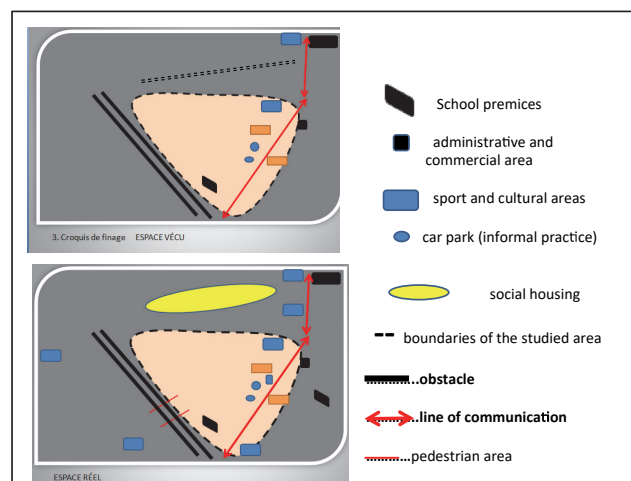 3. Croquis de finage ESPACE VÉCU
ESPACE RÉEL
School premices
administrative and
commercial area
sport and cultural areas
car park (informal practice)
social housing
boundaries of the studied area
obstacle
line of communication
pedestrian area